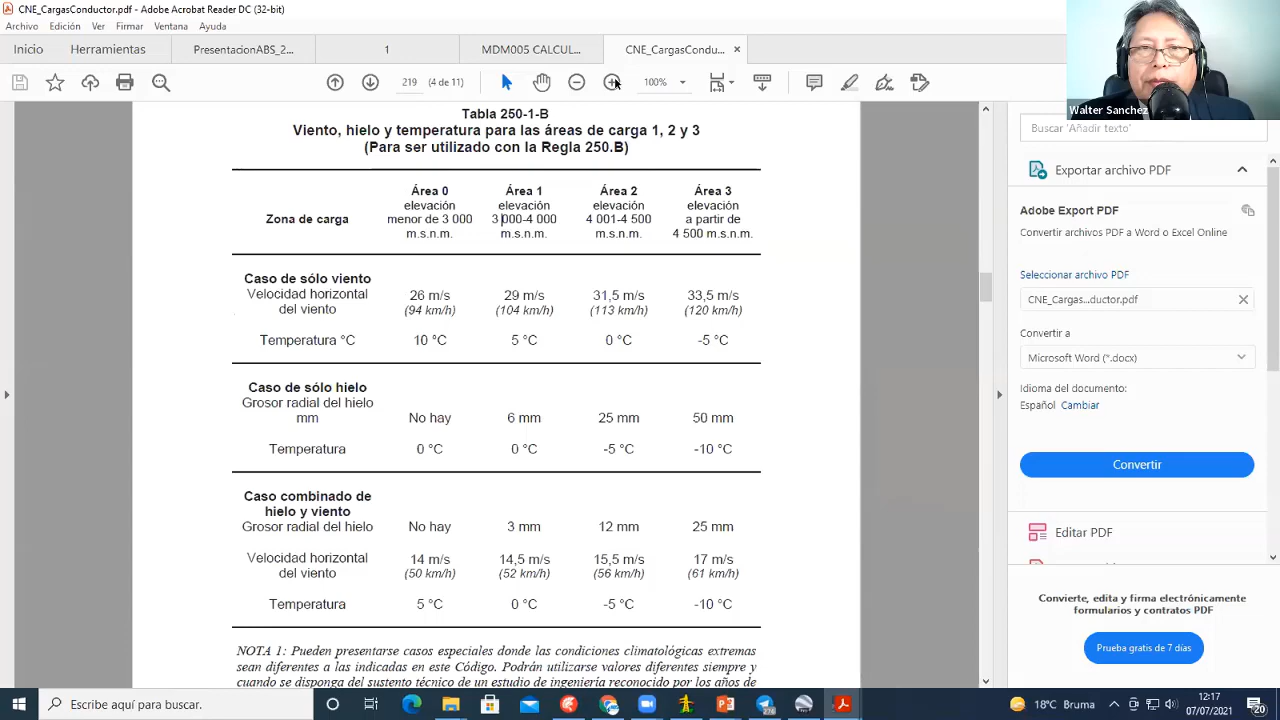 CNE_CargasConductor.pdf - Adobe Acrobat Reader DC (32-bit)
Archivo Edición Ver Firmar Ventana Ayuda
Inicio Herramientas PresentacionABS_2... 1 MDM005 CALCUL... CNE_CargasCondu... ×
219 (4 de 11) 100%
Walter Sanchez
Buscar 'Añadir texto'
Tabla 250-1-B
Viento, hielo y temperatura para las áreas de carga 1, 2 y 3
(Para ser utilizado con la Regla 250.B)
Zona de carga
Área 0 elevación menor de 3 000 m.s.n.m.
Área 1 elevación 3 000-4 000 m.s.n.m.
Área 2 elevación 4 001-4 500 m.s.n.m.
Área 3 elevación a partir de 4 500 m.s.n.m.
Caso de sólo viento
Velocidad horizontal 26 m/s 29 m/s 31,5 m/s 33,5 m/s
del viento (94 km/h) (104 km/h) (113 km/h) (120 km/h)
Temperatura °C 10 °C 5 °C 0 °C -5 °C
Caso de sólo hielo
Grosor radial del hielo
mm No hay 6 mm 25 mm 50 mm
Temperatura 0 °C 0 °C -5 °C -10 °C
Caso combinado de
hielo y viento
Grosor radial del hielo No hay 3 mm 12 mm 25 mm
Velocidad horizontal 14 m/s 14,5 m/s 15,5 m/s 17 m/s
del viento (50 km/h) (52 km/h) (56 km/h) (61 km/h)
Temperatura 5 °C 0 °C -5 °C -10 °C
NOTA 1: Pueden presentarse casos especiales donde las condiciones climatológicas extremas
sean diferentes a las indicadas en este Código. Podrán utilizarse valores diferentes siempre y
cuando se disponga del sustento técnico de un estudio de ingeniería reconocido por los años de
Exportar archivo PDF
Adobe Export PDF
Convertir archivos PDF a Word o Excel Online
Seleccionar archivo PDF
CNE_Cargas...ductor.pdf ×
Convertir a
Microsoft Word (*.docx)
Idioma del documento:
Español Cambiar
Convertir
Editar PDF
Convierte, edita y firma electrónicamente
formularios y contratos PDF
Prueba gratis de 7 días
Escribe aquí para buscar.
18°C Bruma
12:17
07/07/2021
20